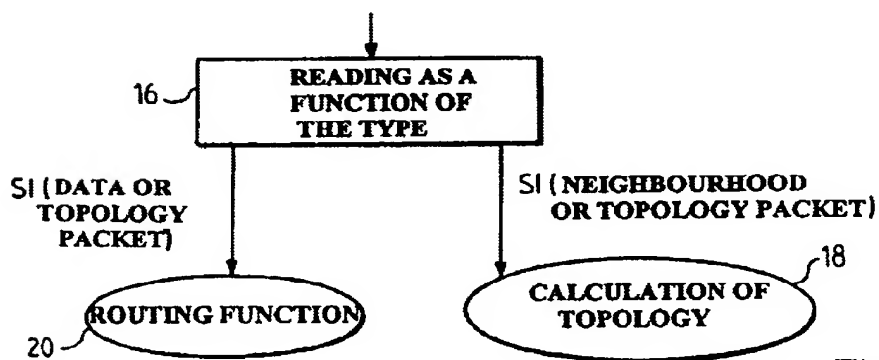 16
READING AS A
FUNCTION OF
THE TYPE
SI (DATA OR
TOPOLOGY
PACKET)
SI (NEIGHBOURHOOD
OR TOPOLOGY PACKET)
ROUTING FUNCTION
20
CALCULATION OF
TOPOLOGY
18